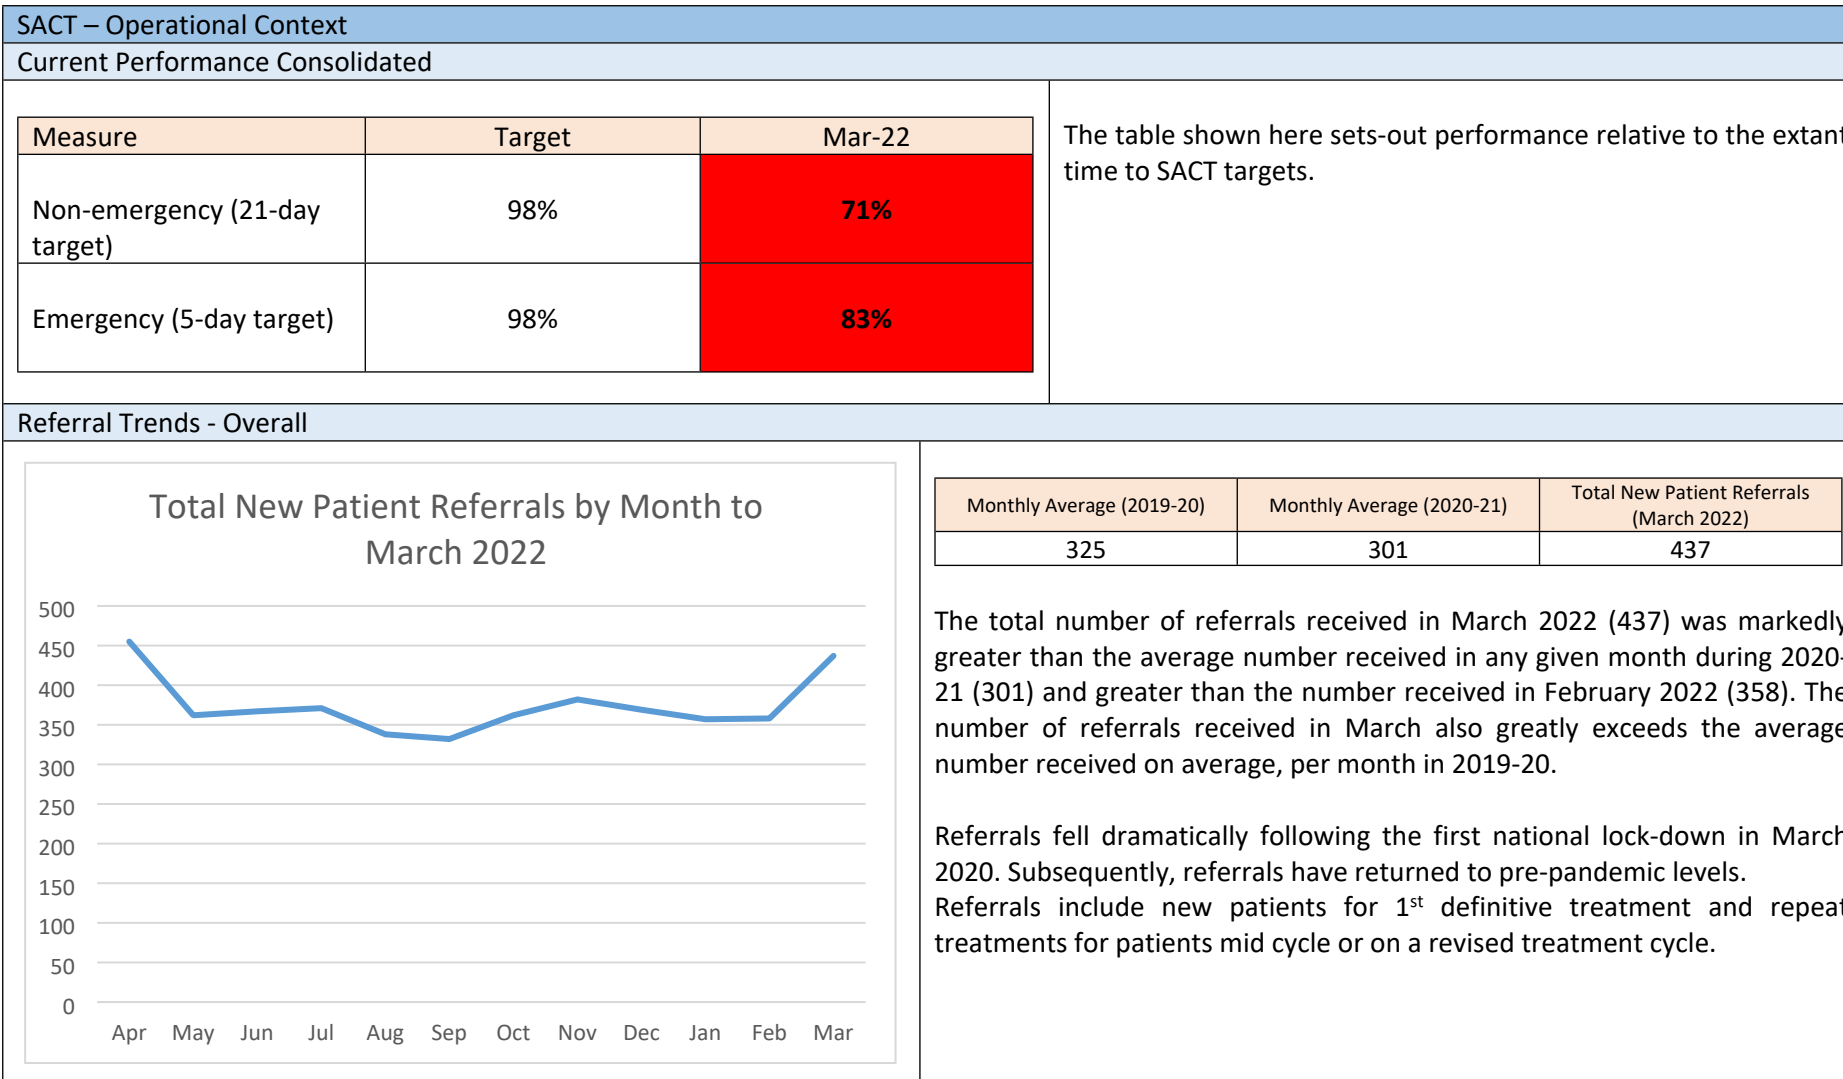 SACT – Operational Context
Current Performance Consolidated
Measure Target Mar-22
Non-emergency (21-day
target) 98% 71%
Emergency (5-day target) 98% 83%
The table shown here sets-out performance relative to the extant
time to SACT targets.
Referral Trends - Overall
Total New Patient Referrals by Month to
March 2022
500
450
400
350
300
250
200
150
100
50
0
Apr May Jun Jul Aug Sep Oct Nov Dec Jan Feb Mar
Monthly Average (2019-20) Monthly Average (2020-21) Total New Patient Referrals
(March 2022)
325 301 437
The total number of referrals received in March 2022 (437) was markedly
greater than the average number received in any given month during 2020-
21 (301) and greater than the number received in February 2022 (358). The
number of referrals received in March also greatly exceeds the average
number received on average, per month in 2019-20.
Referrals fell dramatically following the first national lock-down in March
2020. Subsequently, referrals have returned to pre-pandemic levels.
Referrals include new patients for 1st definitive treatment and repeat
treatments for patients mid cycle or on a revised treatment cycle.